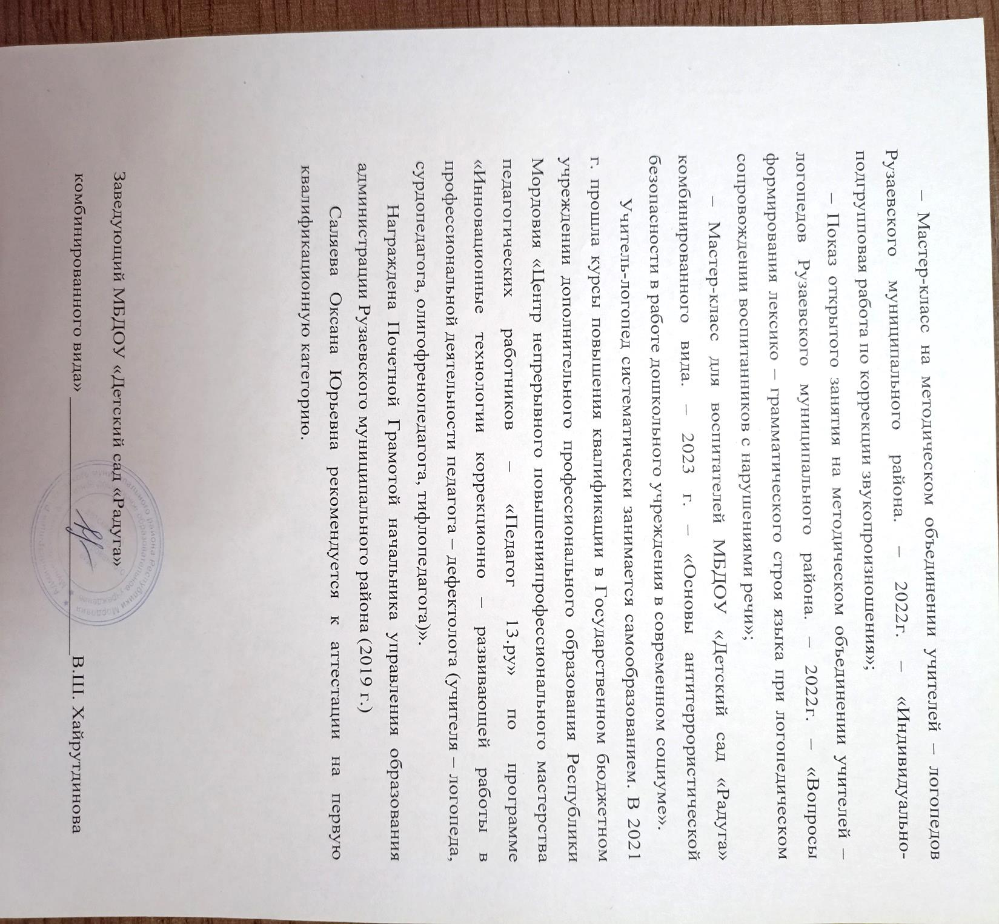 – Мастер-класс на методическом объединении учителей – логопедов
Рузаевского муниципального района. – 2022г. – «Индивидуально-
подгрупповая работа по коррекции звукопроизношения»;
– Показ открытого занятия на методическом объединении учителей –
логопедов Рузаевского муниципального района. – 2022г. – «Вопросы
формирования лексико – грамматического строя языка при логопедическом
сопровождении воспитанников с нарушениями речи»;
– Мастер-класс для воспитателей МБДОУ «Детский сад «Радуга»
комбинированного вида. – 2023 г. – «Основы антитеррористической
безопасности в работе дошкольного учреждения в современном социуме».
Учитель-логопед систематически занимается самообразованием. В 2021
г. прошла курсы повышения квалификации в Государственном бюджетном
учреждении дополнительного профессионального образования Республики
Мордовия «Центр непрерывного повышенияпрофессионального мастерства
педагогических работников – «Педагог 13.ру» по программе
«Инновационные технологии коррекционно – развивающей работы в
профессиональной деятельности педагога – дефектолога (учителя – логопеда,
сурдопедагога, олигофренопедагога, тифлопедагога)».
Награждена Почетной Грамотой начальника управления образования
администрации Рузаевского муниципального района (2019 г.)
Саляева Оксана Юрьевна рекомендуется к аттестации на первую
квалификационную категорию.
Заведующий МБДОУ «Детский сад «Радуга»
комбинированного вида» В.Ш. Хайрутдинова
муниципального района Республики Мордовия
образовательное учреждение